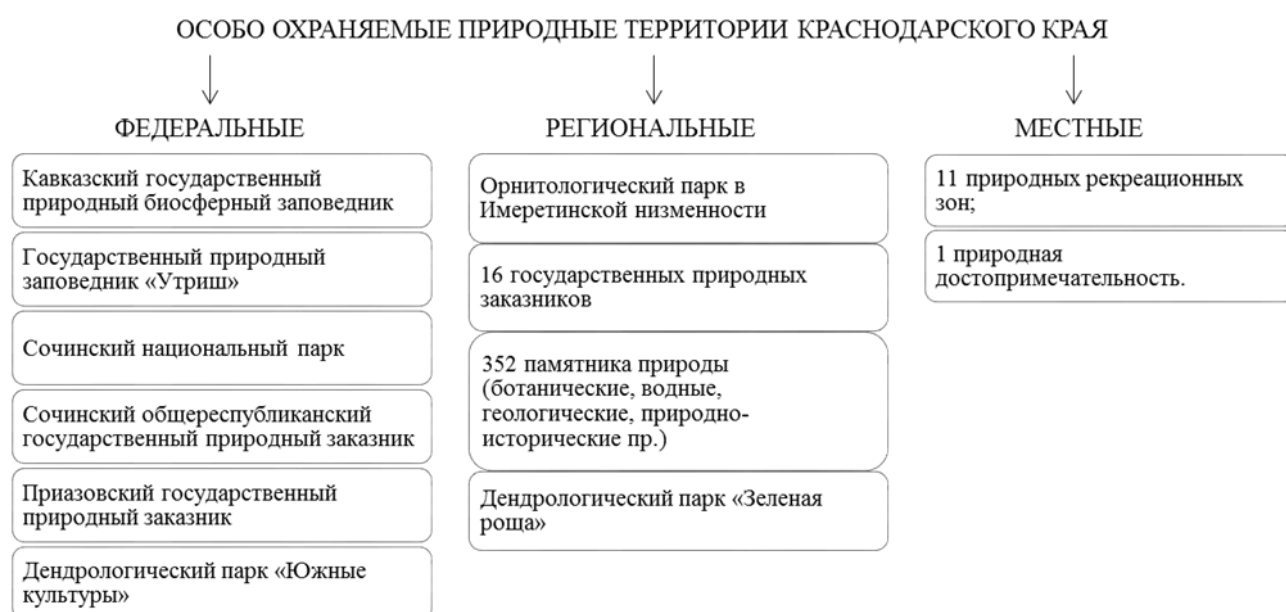 ОСОБО ОХРАНЯЕМЫЕ ПРИРОДНЫЕ ТЕРРИТОРИИ КРАСНОДАРСКОГО КРАЯ
ФЕДЕРАЛЬНЫЕ
Кавказский государственный
природный биосферный заповедник
Государственный природный
заповедник «Утриш»
Сочинский национальный парк
Сочинский общереспубликанский
государственный природный заказник
Приазовский государственный
природный заказник
Дендрологический парк «Южные
культуры»
РЕГИОНАЛЬНЫЕ
Орнитологический парк в
Имеретинской низменности
16 государственных природных
заказников
352 памятника природы
(ботанические, водные,
геологические, природно-
исторические пр.)
Дендрологический парк «Зеленая
роща»
МЕСТНЫЕ
11 природных рекреационных
зон;
1 природная
достопримечательность.